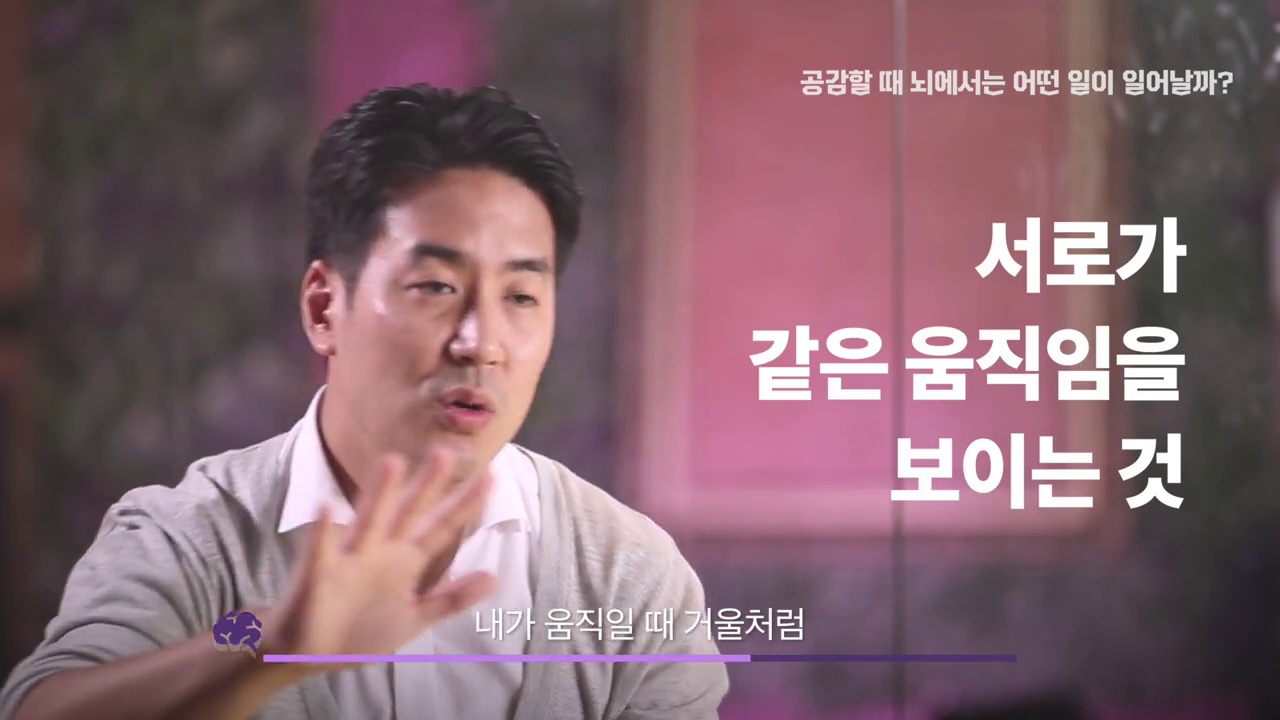 공감할 때 뇌에서는 어떤 일이 일어날까?
서로가
같은 움직임을
보이는 것
내가 움직일 때 거울처럼